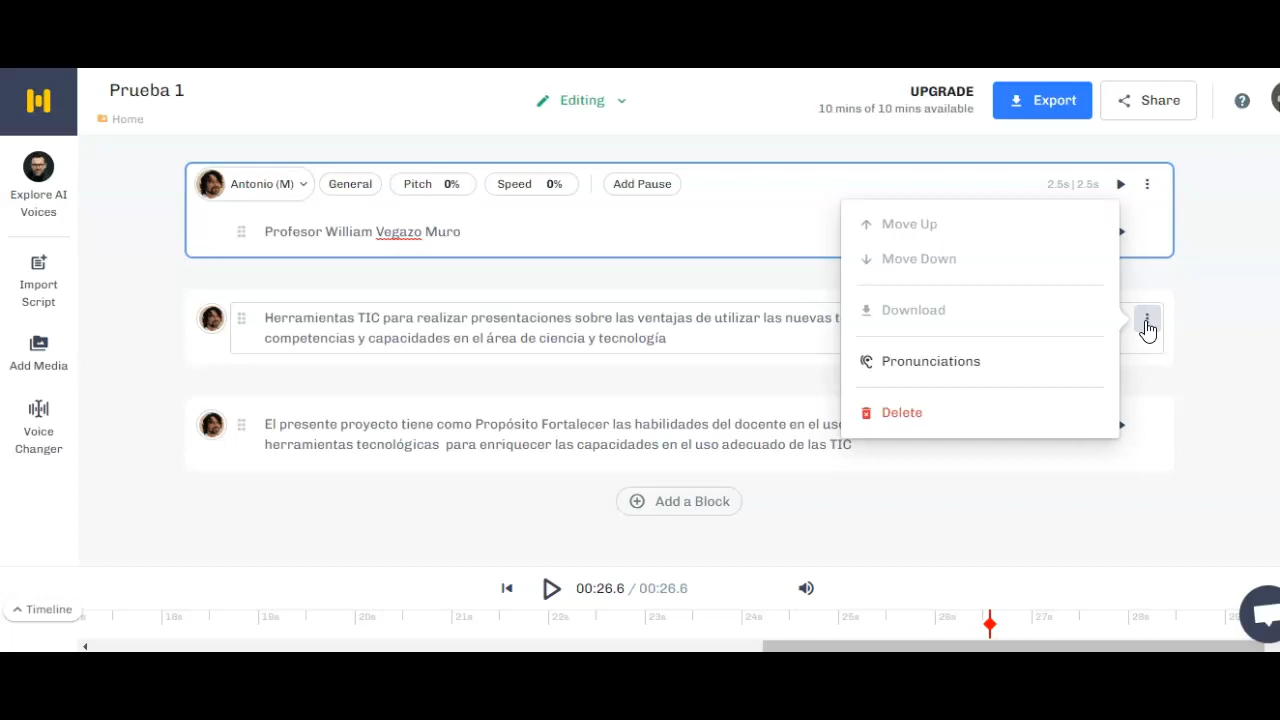 Prueba 1
Home
Editing
UPGRADE
10 mins of 10 mins available
Export
Share
Explore AI
Voices
Import
Script
Add Media
Voice
Changer
Antonio (M)
General
Pitch 0%
Speed 0%
Add Pause
2.5s | 2.5s
Profesor William Vegazo Muro
Herramientas TIC para realizar presentaciones sobre las ventajas de utilizar las nuevas
competencias y capacidades en el área de ciencia y tecnología
El presente proyecto tiene como Propósito Fortalecer las habilidades del docente en el
herramientas tecnológicas para enriquecer las capacidades en el uso adecuado de las TIC
Move Up
Move Down
Download
Pronunciations
Delete
Add a Block
00:26.6 / 00:26.6
Timeline
18s 19s 20s 21s 22s 23s 24s 25s 26s 27s 28s